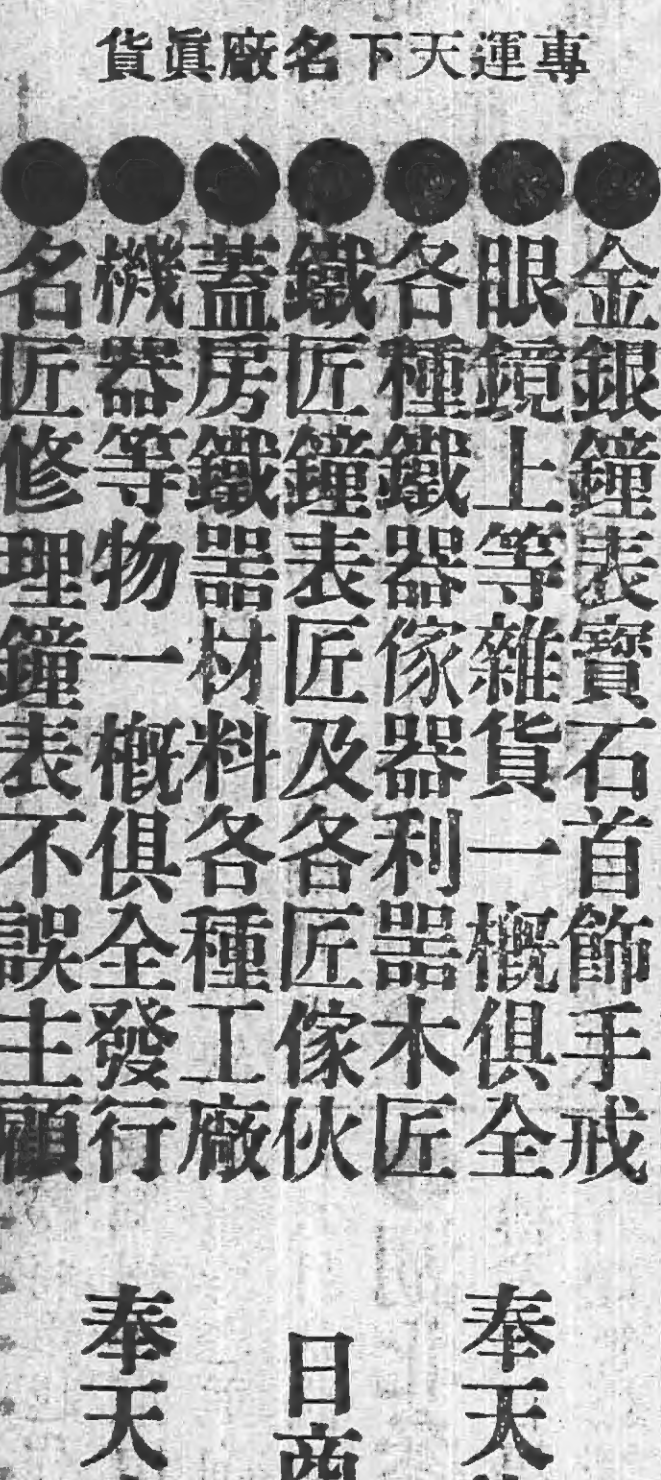 專運天下名廠眞貨
金銀鐘表寶石首飾手戒
眼鏡上等雜貨一概俱全
各種鐵器傢器利器木匠
鐵匠鐘表匠及各匠傢伙
蓋房鐵器材料各種工廠
機器等物一概俱全發行
名匠修理鐘表不誤主顧
奉天
日商
奉天